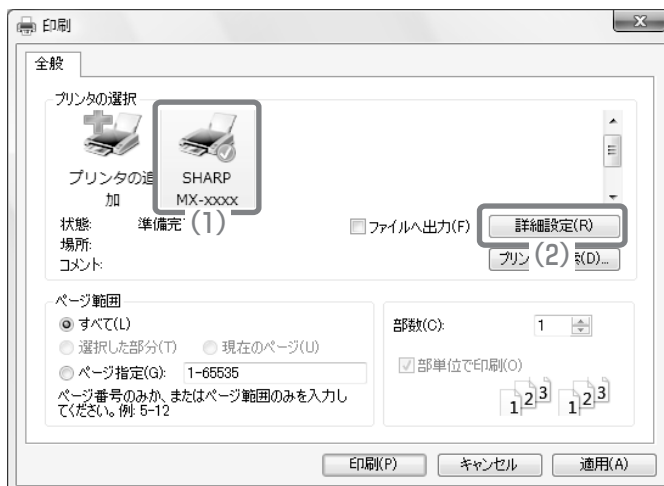 印刷
全般
プリンタの選択
プリンタの追
加
SHARP
MX-xxxx
(1)
状態: 準備完
場所:
コメント:
ファイルへ出力(F)
詳細設定(R)
(2)
プリン
(D)...
ページ範囲
すべて(L)
選択した部分(T) 現在のページ(U)
ページ指定(G): 1-65535
ページ番号のみか、またはページ範囲のみを入力し
てください。例: 5-12
部数(C): 1
部単位で印刷(O)
1 2 3 1 2 3
印刷(P) キャンセル 適用(A)